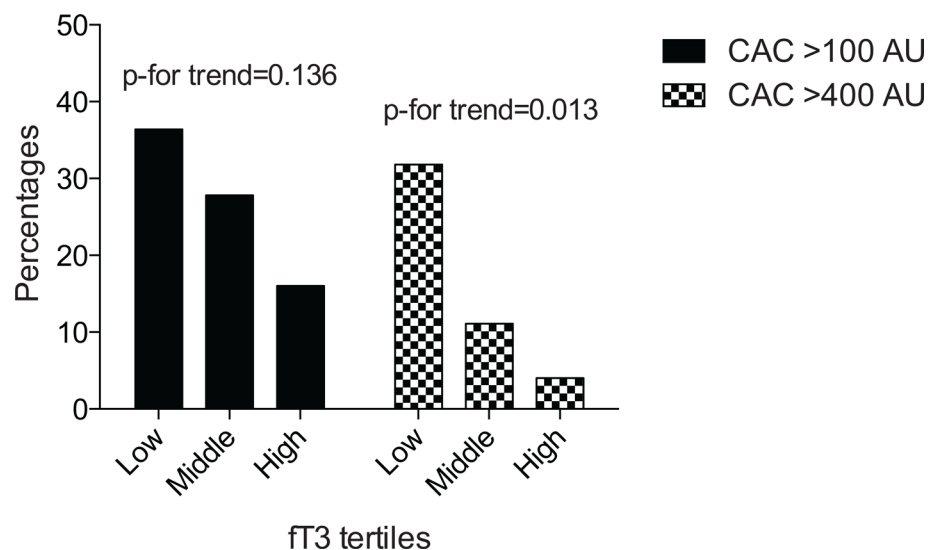 50
40
30
20
10
0
Percentages
p-for trend=0.136
p-for trend=0.013
CAC >100 AU
CAC >400 AU
Low
Middle
High
Low
Middle
High
fT3 tertiles